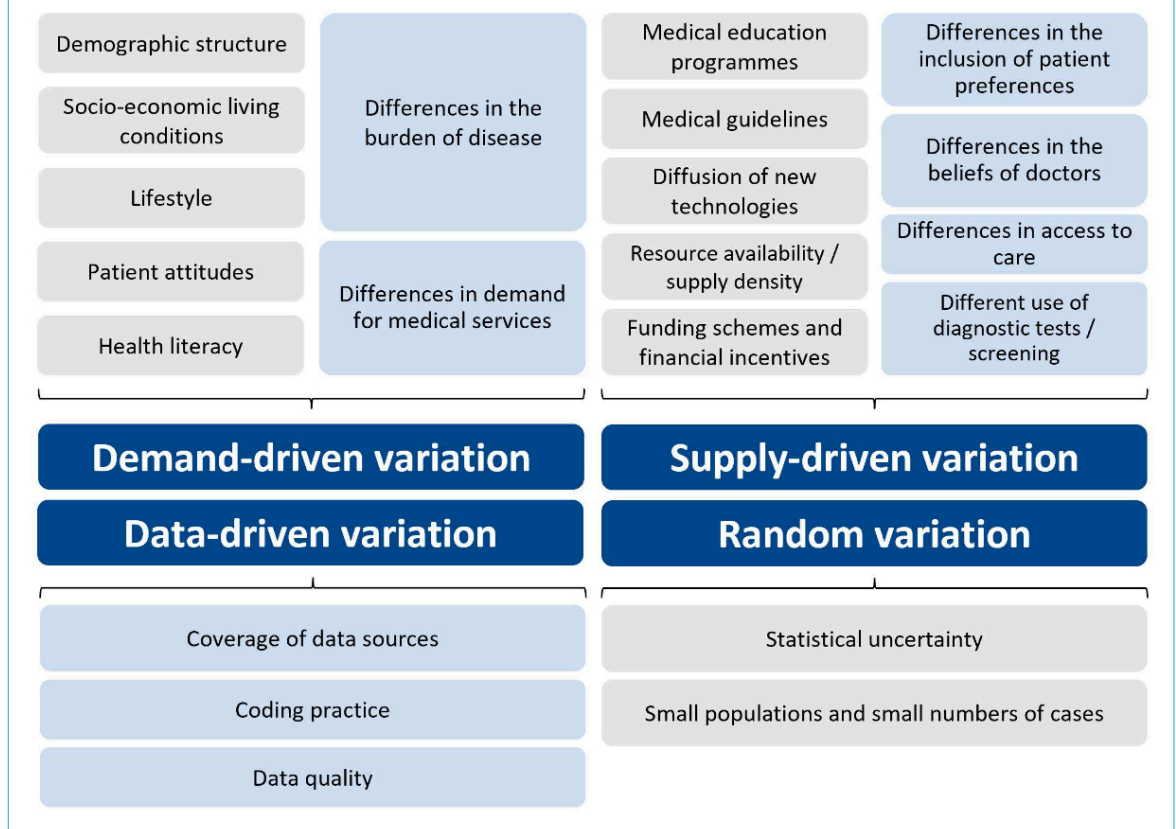 Demographic structure
Socio-economic living
conditions
Lifestyle
Patient attitudes
Health literacy
Differences in the
burden of disease
Differences in demand
for medical services
Medical education
programmes
Medical guidelines
Diffusion of new
technologies
Resource availability /
supply density
Funding schemes and
financial incentives
Differences in the
inclusion of patient
preferences
Differences in the
beliefs of doctors
Differences in access to
care
Different use of
diagnostic tests /
screening
Demand-driven variation
Supply-driven variation
Data-driven variation
Random variation
Coverage of data sources
Coding practice
Data quality
Statistical uncertainty
Small populations and small numbers of cases